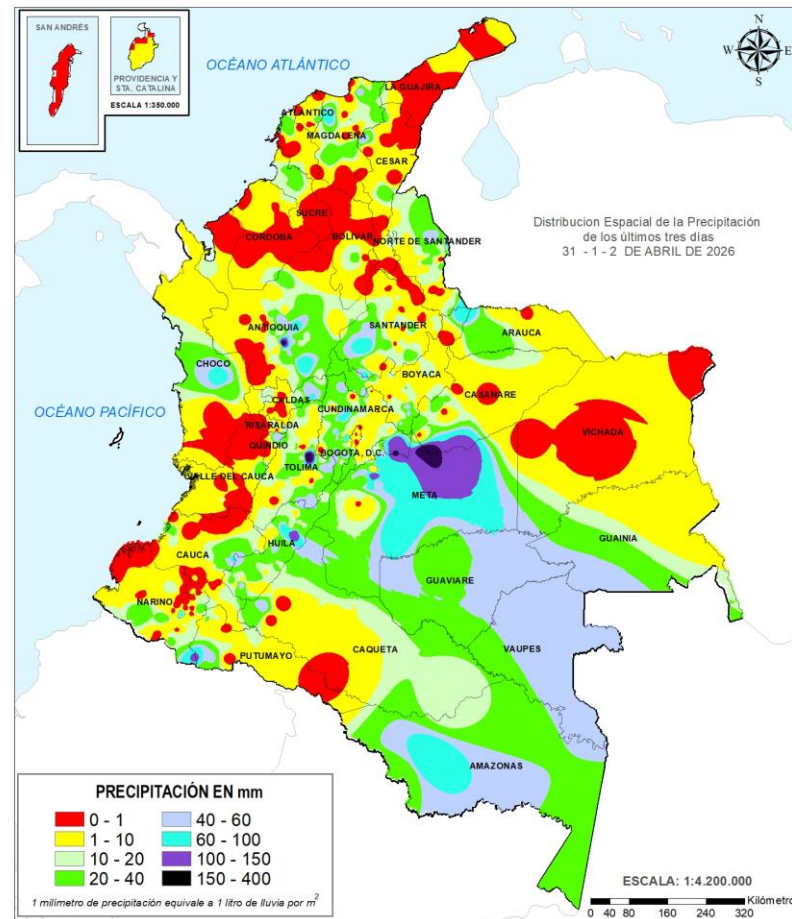 SAN ANDRÉS
PROVIDENCIA Y
STA. CATALINA
ESCALA 1:350.000
OCÉANO ATLÁNTICO
N
W
E
S
LA GUAJIRA
ATLANTICO
MAGDALENA
CESAR
SUCRE
CORDOBA
BOLIVAR
NORTE DE SANTANDER
Distribucion Espacial de la Precipitación
de los últimos tres días
31 - 1 - 2 DE ABRIL DE 2026
ANTIOQUIA
SANTANDER
ARAUCA
CHOCO
BOYACA
OCÉANO PACÍFICO
CALDAS
CUNDINAMARCA
CASANARE
RISARALDA
VICHADA
QUINDIO
BOGOTA, D.C.
TOLIMA
VALLE DEL CAUCA
META
HUILA
GUAINIA
CAUCA
GUAVIARE
NARINO
VAUPES
PUTUMAYO
CAQUETA
AMAZONAS
PRECIPITACIÓN EN mm
0 - 1
1 - 10
10 - 20
20 - 40
40 - 60
60 - 100
100 - 150
150 - 400
1 milímetro de precipitación equivale a 1 litro de lluvia por m2
ESCALA: 1:4.200.000
Kilómetro
40 80 160 240 320